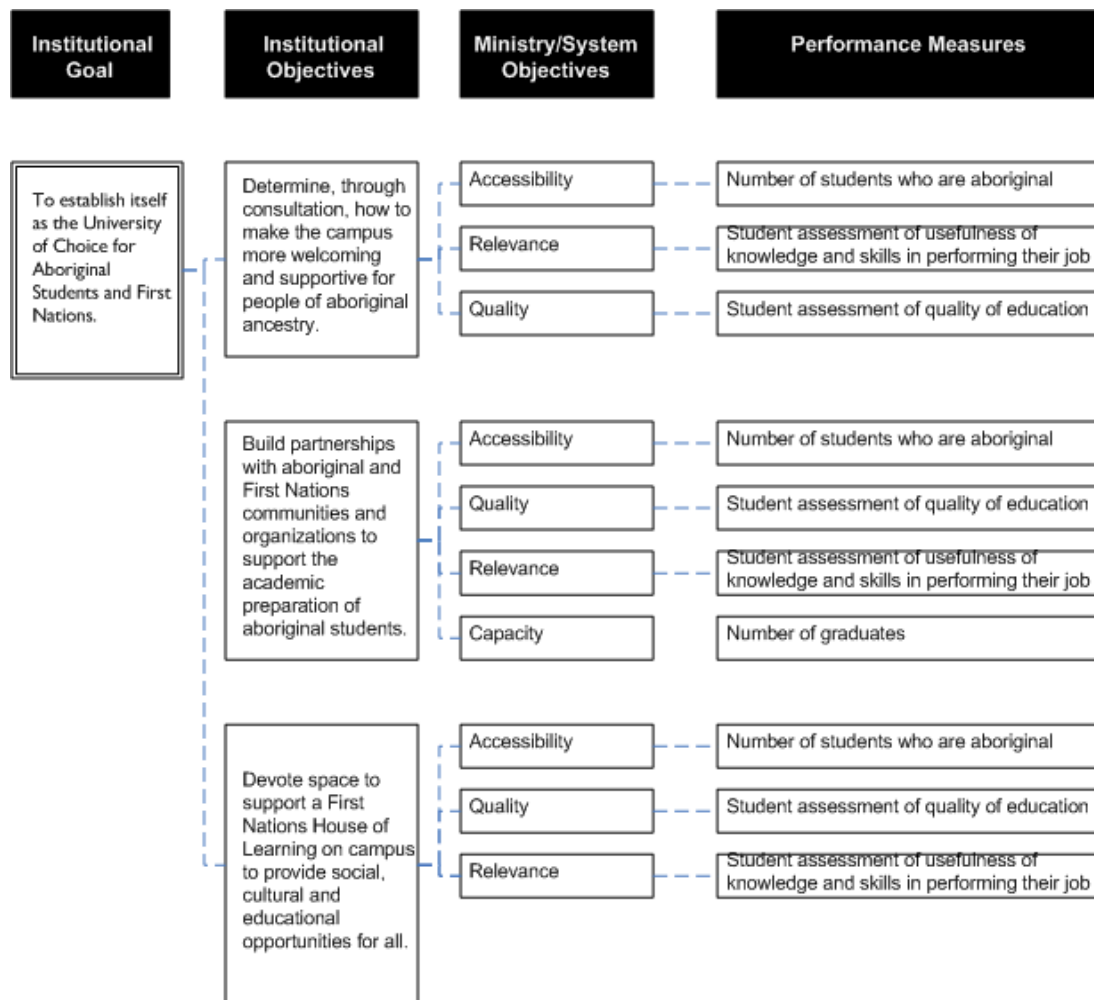 Institutional
Goal
Institutional
Objectives
Ministry/System
Objectives
Performance Measures
To establish itself
as the University
of Choice for
Aboriginal
Students and First
Nations.
Determine, through
consultation, how to
make the campus
more welcoming
and supportive for
people of aboriginal
ancestry.
Accessibility
Number of students who are aboriginal
Relevance
Student assessment of usefulness of
knowledge and skills in performing their job
Quality
Student assessment of quality of education
Build partnerships
with aboriginal and
First Nations
communities and
organizations to
support the
academic
preparation of
aboriginal students.
Accessibility
Number of students who are aboriginal
Quality
Student assessment of quality of education
Relevance
Student assessment of usefulness of
knowledge and skills in performing their job
Capacity
Number of graduates
Devote space to
support a First
Nations House of
Learning on campus
to provide social,
cultural and
educational
opportunities for all.
Accessibility
Number of students who are aboriginal
Quality
Student assessment of quality of education
Relevance
Student assessment of usefulness of
knowledge and skills in performing their job